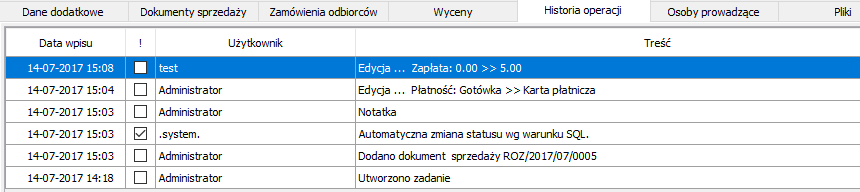 Dane dodatkowe Dokumenty sprzedaży Zamówienia odbiorców Wyceny Historia operacji Osoby prowadzące Pliki
Data wpisu ! Użytkownik Treść
14-07-2017 15:08 test Edycja ... Zapłata: 0.00 >> 5.00
14-07-2017 15:04 Administrator Edycja ... Płatność: Gotówka >> Karta płatnicza
14-07-2017 15:03 Administrator Notatka
14-07-2017 15:03 .system. Automatyczna zmiana statusu wg warunku SQL.
14-07-2017 15:03 Administrator Dodano dokument sprzedaży ROZ/2017/07/0005
14-07-2017 14:18 Administrator Utworzono zadanie